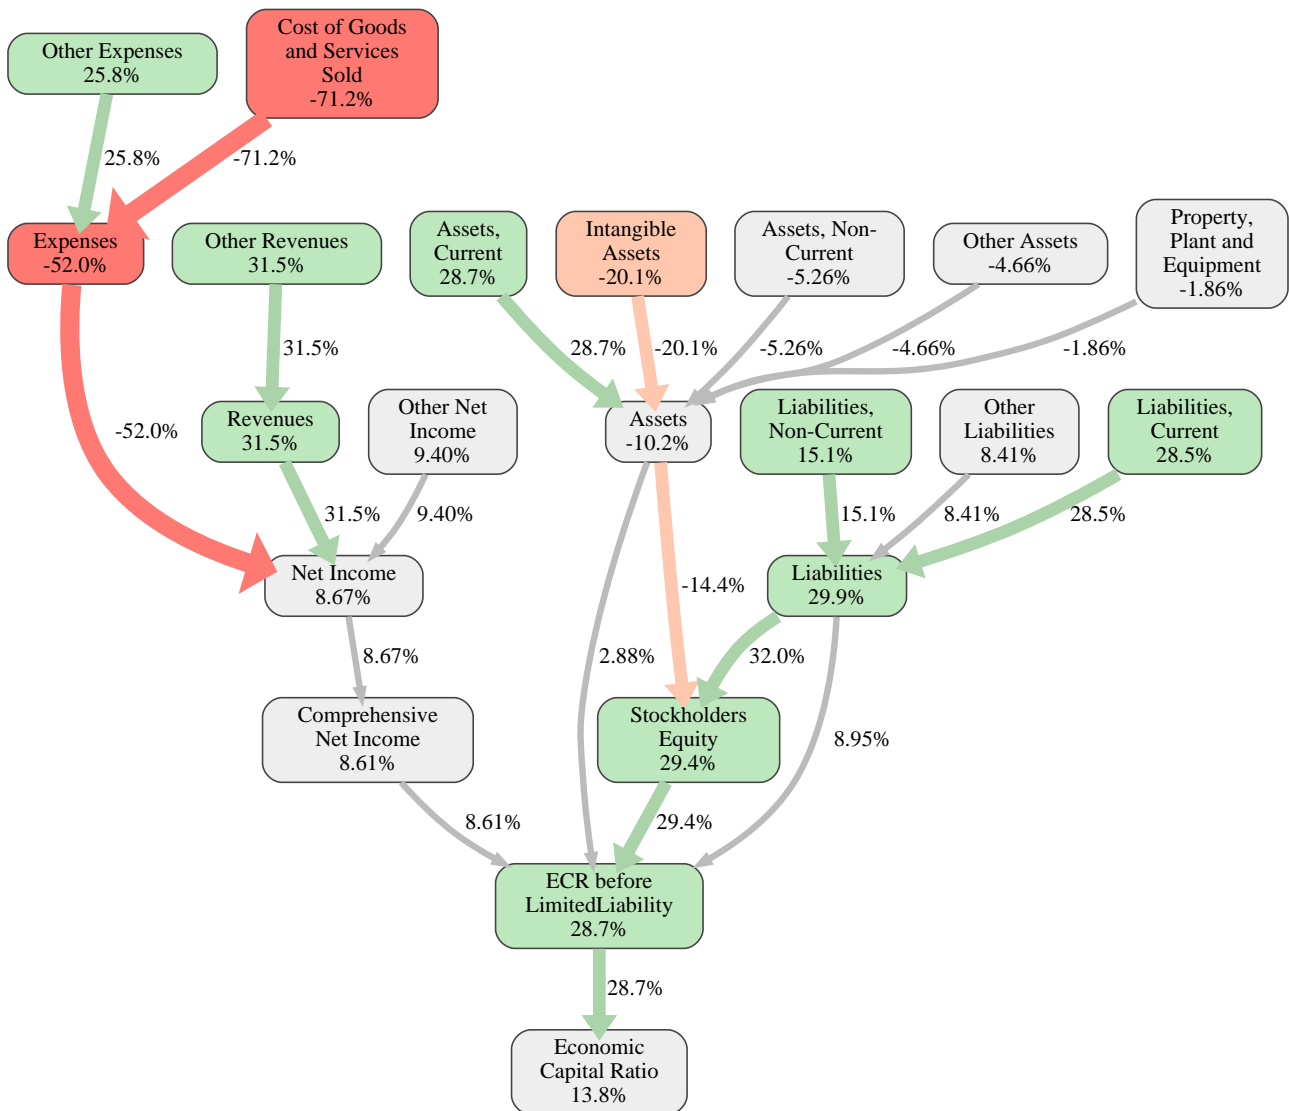 Other Expenses
25.8%
Cost of Goods
and Services
Sold
-71.2%
25.8%
-71.2%
Expenses
-52.0%
Other Revenues
31.5%
Assets,
Current
28.7%
Intangible
Assets
-20.1%
Assets, Non-
Current
-5.26%
Other Assets
-4.66%
Property,
Plant and
Equipment
-1.86%
31.5%
28.7%
-20.1%
-5.26%
-4.66%
-1.86%
-52.0%
Revenues
31.5%
Other Net
Income
9.40%
Assets
-10.2%
Liabilities,
Non-Current
15.1%
Other
Liabilities
8.41%
Liabilities,
Current
28.5%
31.5%
9.40%
15.1%
8.41%
28.5%
Net Income
8.67%
-14.4%
Liabilities
29.9%
8.67%
2.88%
32.0%
Comprehensive
Net Income
8.61%
Stockholders
Equity
29.4%
8.95%
8.61%
29.4%
ECR before
LimitedLiability
28.7%
28.7%
Economic
Capital Ratio
13.8%